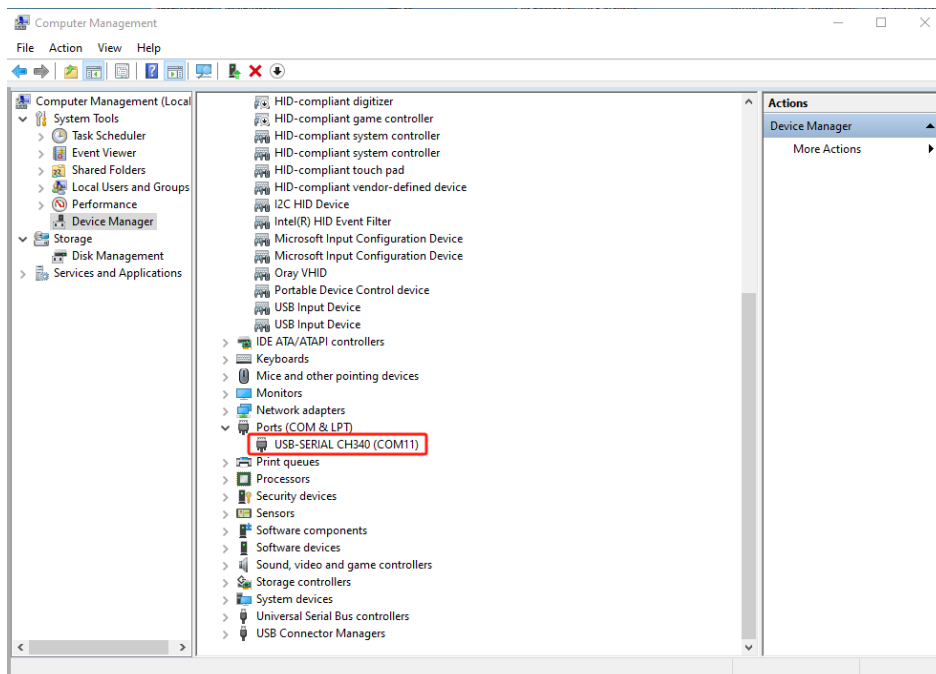 Computer Management
File Action View Help
Computer Management (Local
System Tools
Task Scheduler
Event Viewer
Shared Folders
Local Users and Groups
Performance
Device Manager
Storage
Disk Management
Services and Applications
HID-compliant digitizer
HID-compliant game controller
HID-compliant system controller
HID-compliant system controller
HID-compliant touch pad
HID-compliant vendor-defined device
I2C HID Device
Intel(R) HID Event Filter
Microsoft Input Configuration Device
Microsoft Input Configuration Device
Oray VHID
Portable Device Control device
USB Input Device
USB Input Device
IDE ATA/ATAPI controllers
Keyboards
Mice and other pointing devices
Monitors
Network adapters
Ports (COM & LPT)
USB-SERIAL CH340 (COM11)
Print queues
Processors
Security devices
Sensors
Software components
Software devices
Sound, video and game controllers
Storage controllers
System devices
Universal Serial Bus controllers
USB Connector Managers
Actions
Device Manager
More Actions